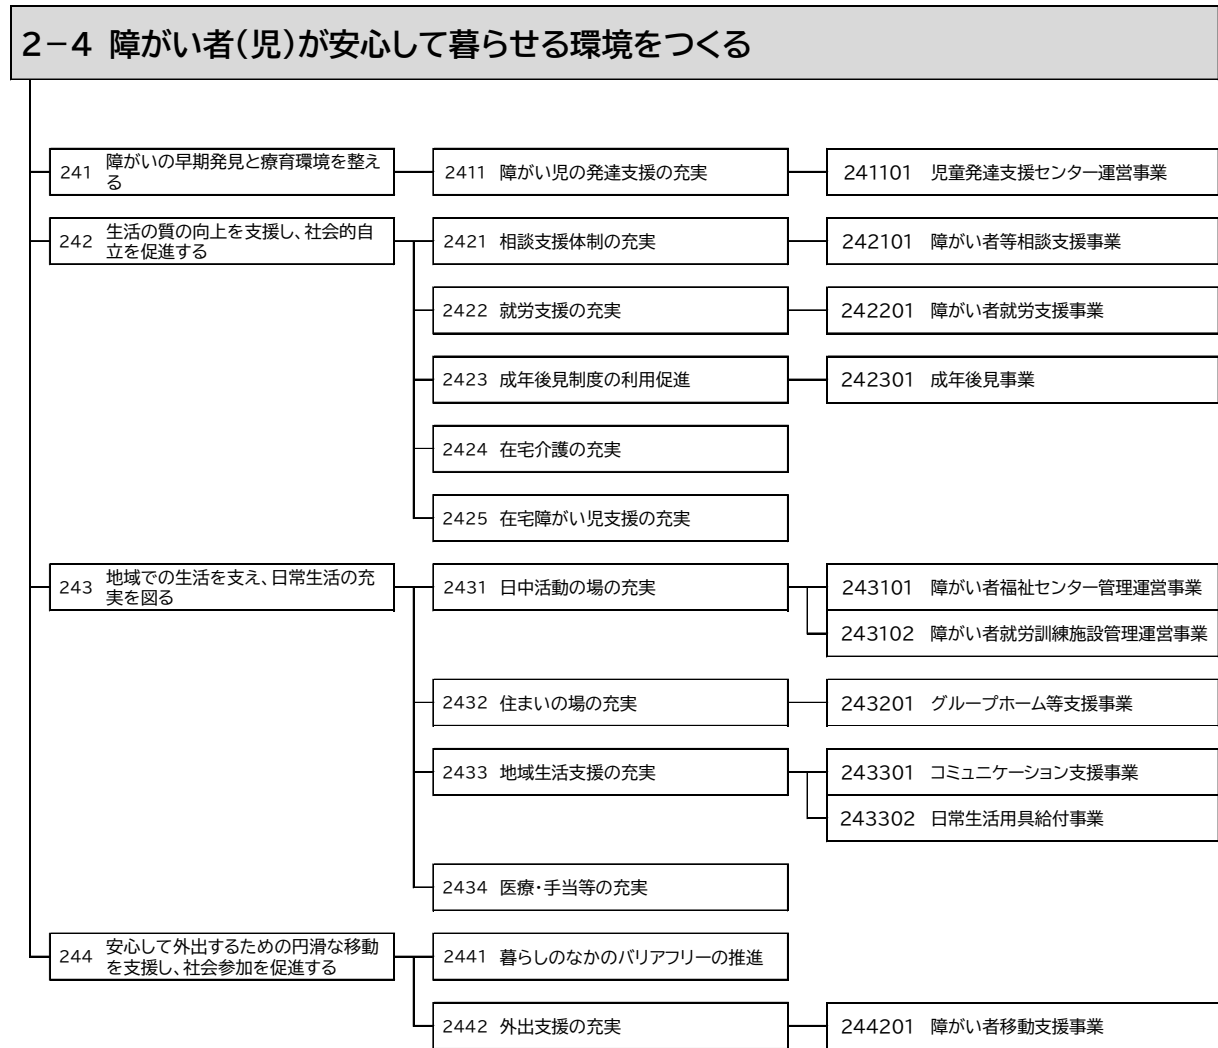 2－4 障がい者(児)が安心して暮らせる環境をつくる
241 障がいの早期発見と療育環境を整え
る
2411 障がい児の発達支援の充実
241101 児童発達支援センター運営事業
242 生活の質の向上を支援し、社会的自
立を促進する
2421 相談支援体制の充実
242101 障がい者等相談支援事業
2422 就労支援の充実
242201 障がい者就労支援事業
2423 成年後見制度の利用促進
242301 成年後見事業
2424 在宅介護の充実
2425 在宅障がい児支援の充実
243 地域での生活を支え、日常生活の充
実を図る
2431 日中活動の場の充実
243101 障がい者福祉センター管理運営事業
243102 障がい者就労訓練施設管理運営事業
2432 住まいの場の充実
243201 グループホーム等支援事業
2433 地域生活支援の充実
243301 コミュニケーション支援事業
243302 日常生活用具給付事業
2434 医療・手当等の充実
244 安心して外出するための円滑な移動
を支援し、社会参加を促進する
2441 暮らしのなかのバリアフリーの推進
2442 外出支援の充実
244201 障がい者移動支援事業